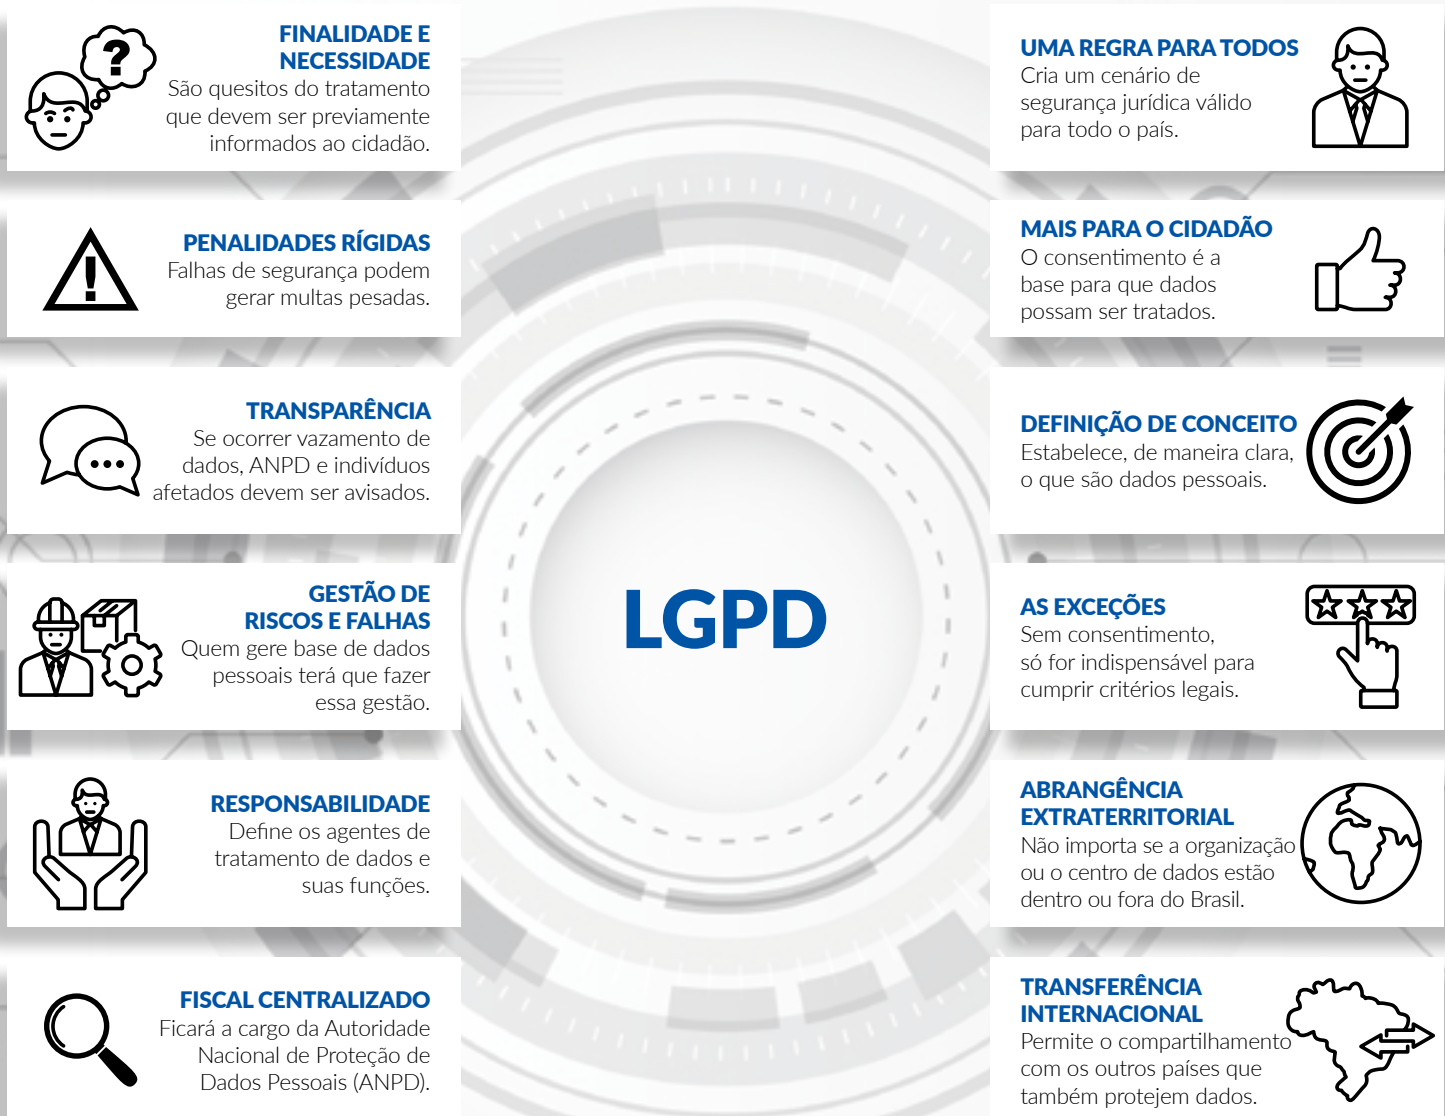 FINALIDADE E
NECESSIDADE
São quesitos do tratamento
que devem ser previamente
informados ao cidadão.
PENALIDADES RÍGIDAS
Falhas de segurança podem
gerar multas pesadas.
TRANSPARÊNCIA
Se ocorrer vazamento de
dados, ANPD e indivíduos
afetados devem ser avisados.
GESTÃO DE
RISCOS E FALHAS
Quem gere base de dados
pessoais terá que fazer
essa gestão.
RESPONSABILIDADE
Define os agentes de
tratamento de dados e
suas funções.
FISCAL CENTRALIZADO
Ficará a cargo da Autoridade
Nacional de Proteção de
Dados Pessoais (ANPD).
LGPD
UMA REGRA PARA TODOS
Cria um cenário de
segurança jurídica válido
para todo o país.
MAIS PARA O CIDADÃO
O consentimento é a
base para que dados
possam ser tratados.
DEFINIÇÃO DE CONCEITO
Estabelece, de maneira clara,
o que são dados pessoais.
AS EXCEÇÕES
Sem consentimento,
só for indispensável para
cumprir critérios legais.
ABRANGÊNCIA
EXTRATERRITORIAL
Não importa se a organização
ou o centro de dados estão
dentro ou fora do Brasil.
TRANSFERÊNCIA
INTERNACIONAL
Permite o compartilhamento
com os outros países que
também protejem dados.